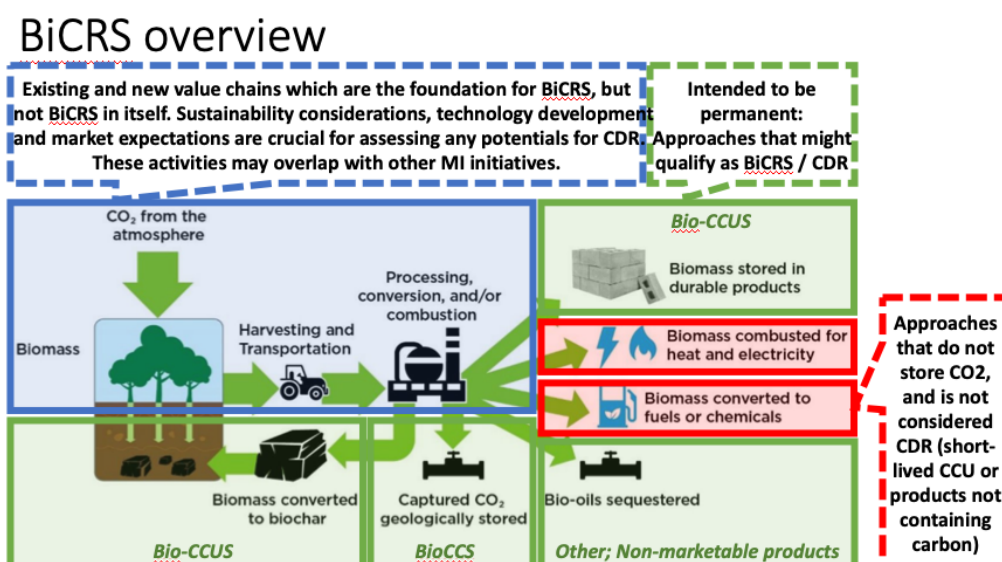 BiCRS overview
Existing and new value chains which are the foundation for BiCRS, but
not BiCRS in itself. Sustainability considerations, technology development
and market expectations are crucial for assessing any potentials for CDR.
These activities may overlap with other MI initiatives.
Intended to be
permanent:
Approaches that might
qualify as BiCRS / CDR
CO₂ from the
atmosphere
Biomass
Harvesting and
Transportation
Processing,
conversion, and/or
combustion
Bio-CCUS
Biomass stored in
durable products
Biomass combusted for
heat and electricity
Biomass converted to
fuels or chemicals
Approaches
that do not
store CO2,
and is not
considered
CDR (short-
lived CCU or
products not
containing
carbon)
Biomass converted
to biochar
Bio-CCUS
Captured CO₂
geologically stored
BioCCS
Bio-oils sequestered
Other; Non-marketable products